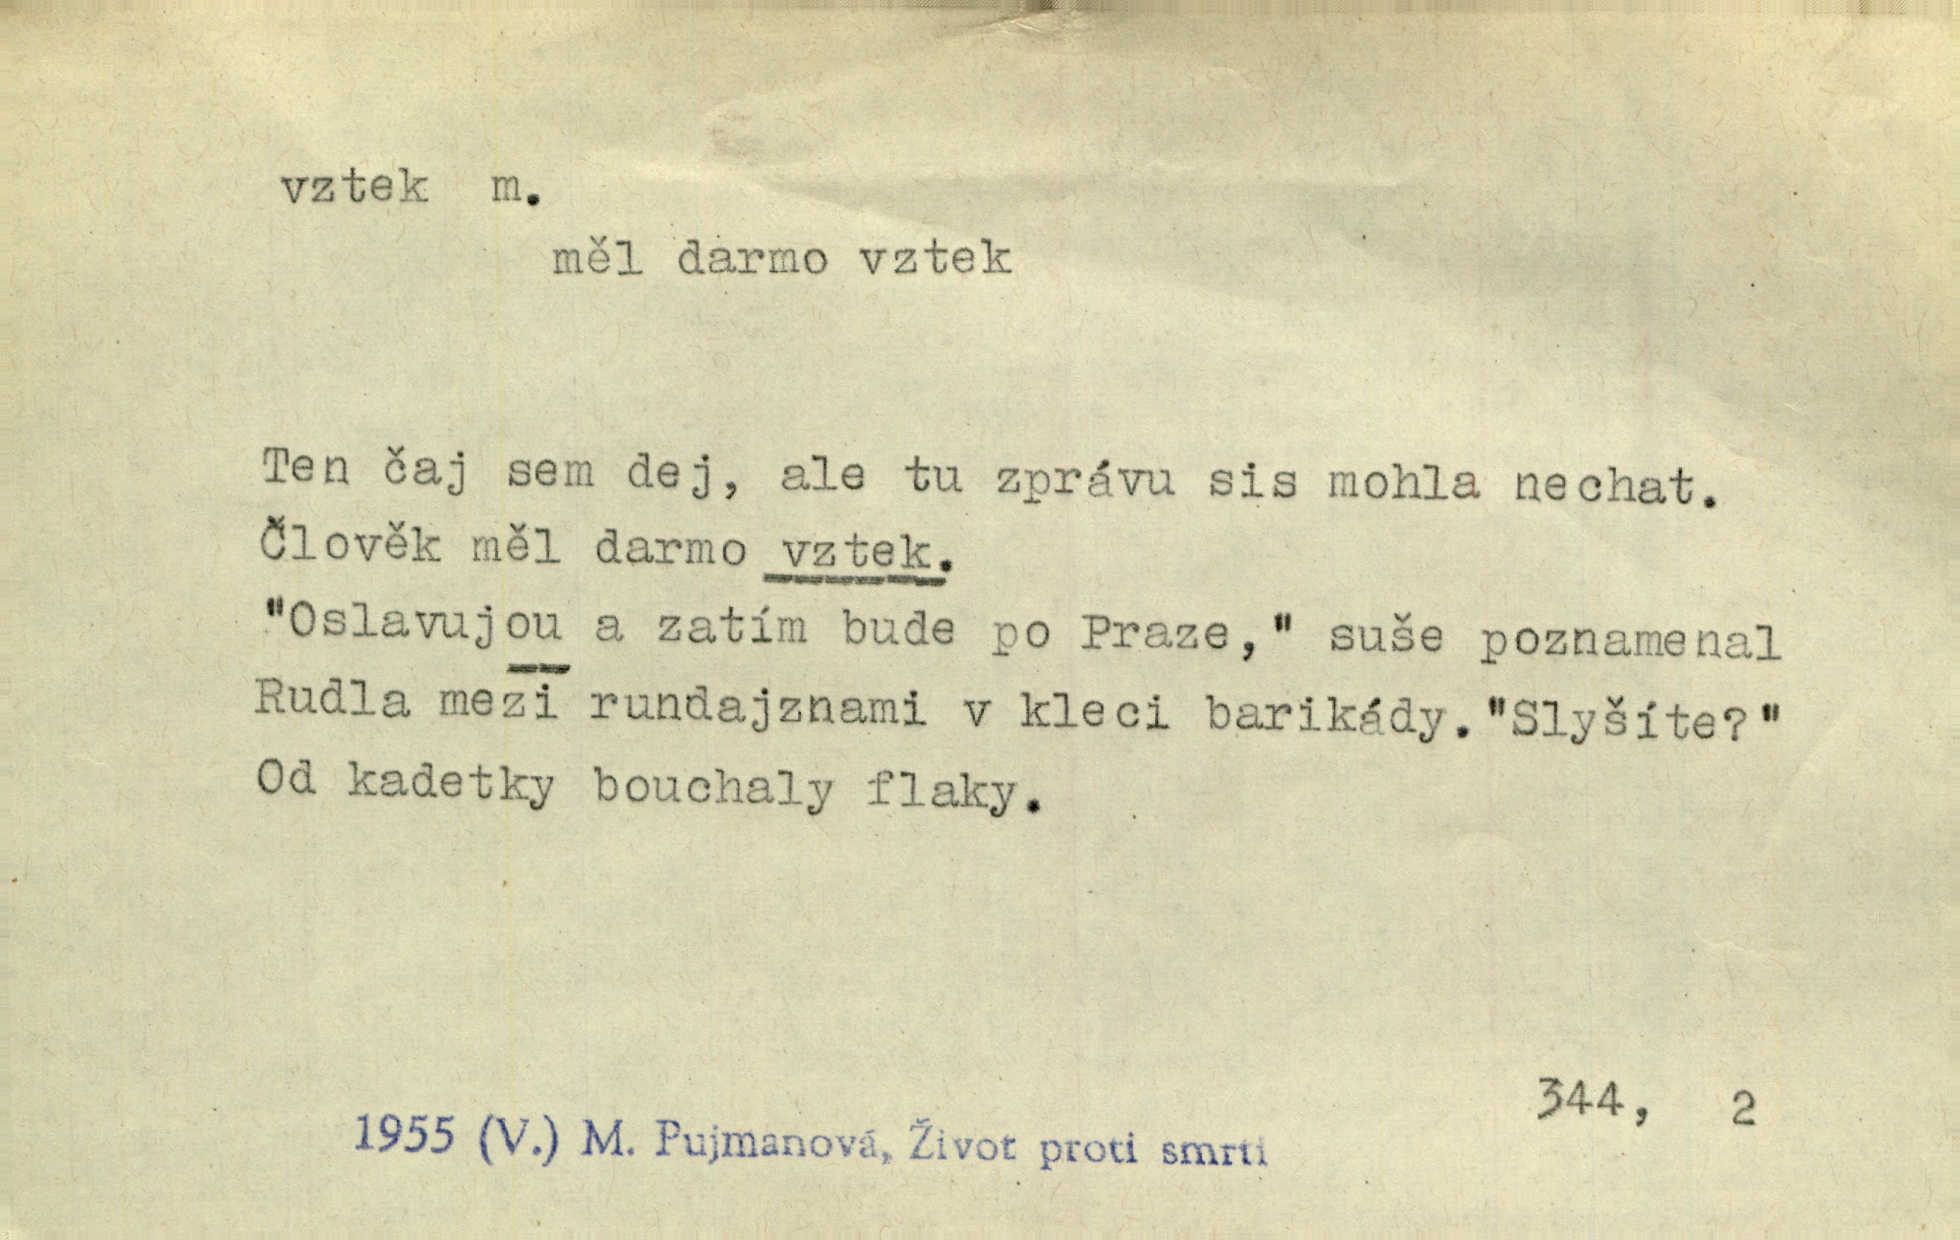 vztek m.
měl darmo vztek
Ten čaj sem dej, ale tu zprávu sis mohla nechat.
Člověk měl darmo vztek.
"Oslavujou a zatím bude po Praze," suše poznamenal
Rudla mezi rundajznami v kleci barikády."Slyšíte?"
Od kadetky bouchaly flaky.
344, 2
1955 (V.) M. Pujmanová, Život proti smrti